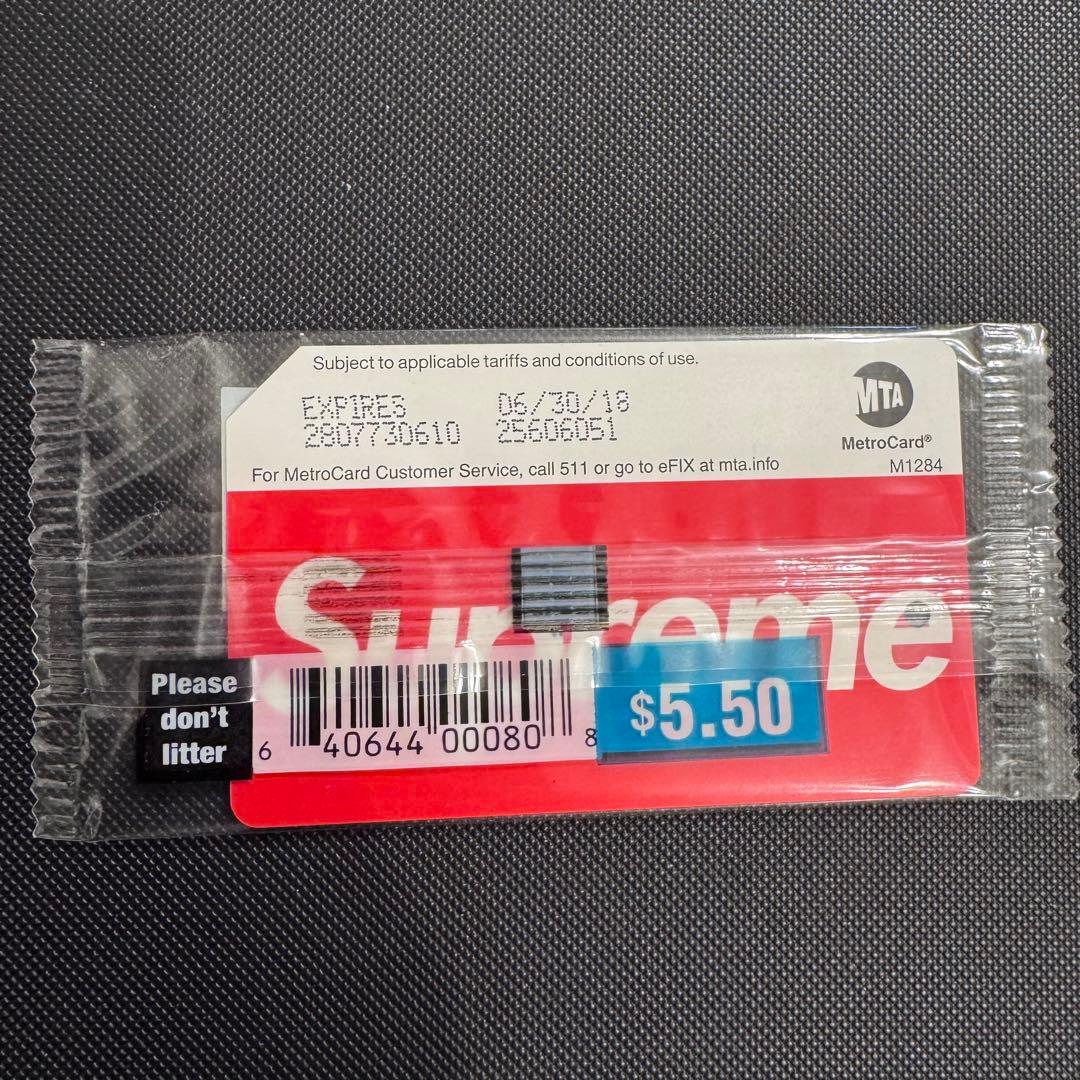 Subject to applicable tariffs and conditions of use.
EXPIRES 06/30/18
2807730610 25606051
MTA
MetroCard®
For MetroCard Customer Service, call 511 or go to eFIX at mta.info
M1284
Supreme
Please
don't
litter
6 40644 00080 8
$5.50